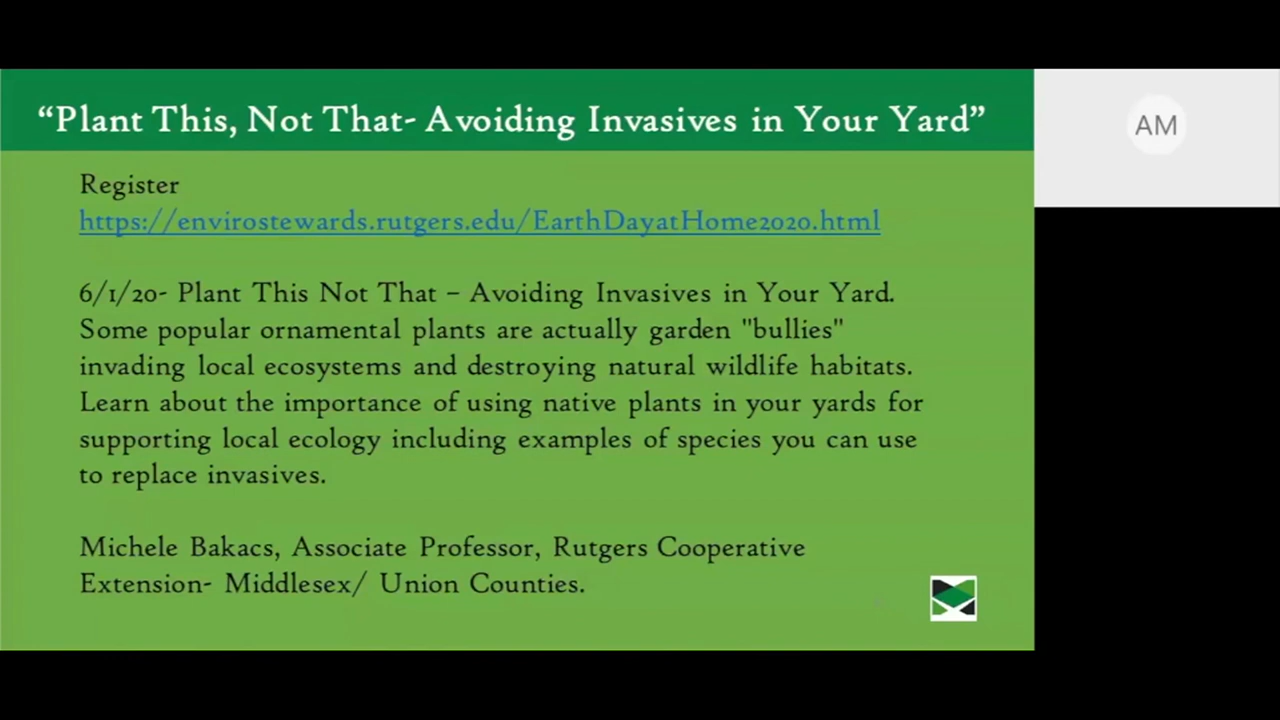 “Plant This, Not That- Avoiding Invasives in Your Yard”
AM
Register
https://envirostewards.rutgers.edu/EarthDayatHome2020.html
6/1/20- Plant This Not That – Avoiding Invasives in Your Yard.
Some popular ornamental plants are actually garden "bullies"
invading local ecosystems and destroying natural wildlife habitats.
Learn about the importance of using native plants in your yards for
supporting local ecology including examples of species you can use
to replace invasives.
Michele Bakacs, Associate Professor, Rutgers Cooperative
Extension- Middlesex/ Union Counties.